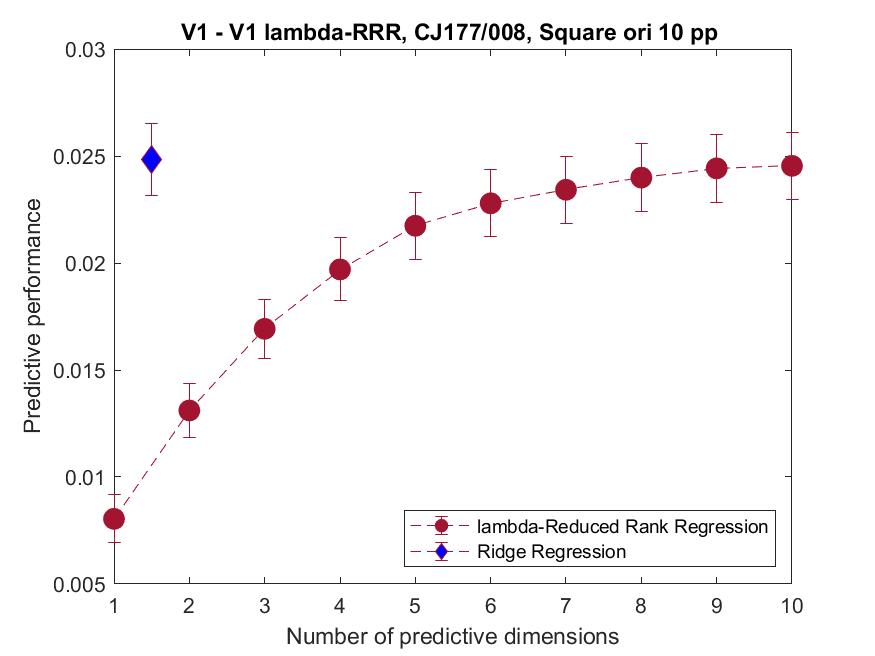 V1 - V1 lambda-RRR, CJ177/008, Square ori 10 pp
0.03
0.025
0.02
0.015
0.01
0.005
Predictive performance
1 2 3 4 5 6 7 8 9 10
Number of predictive dimensions
lambda-Reduced Rank Regression
Ridge Regression